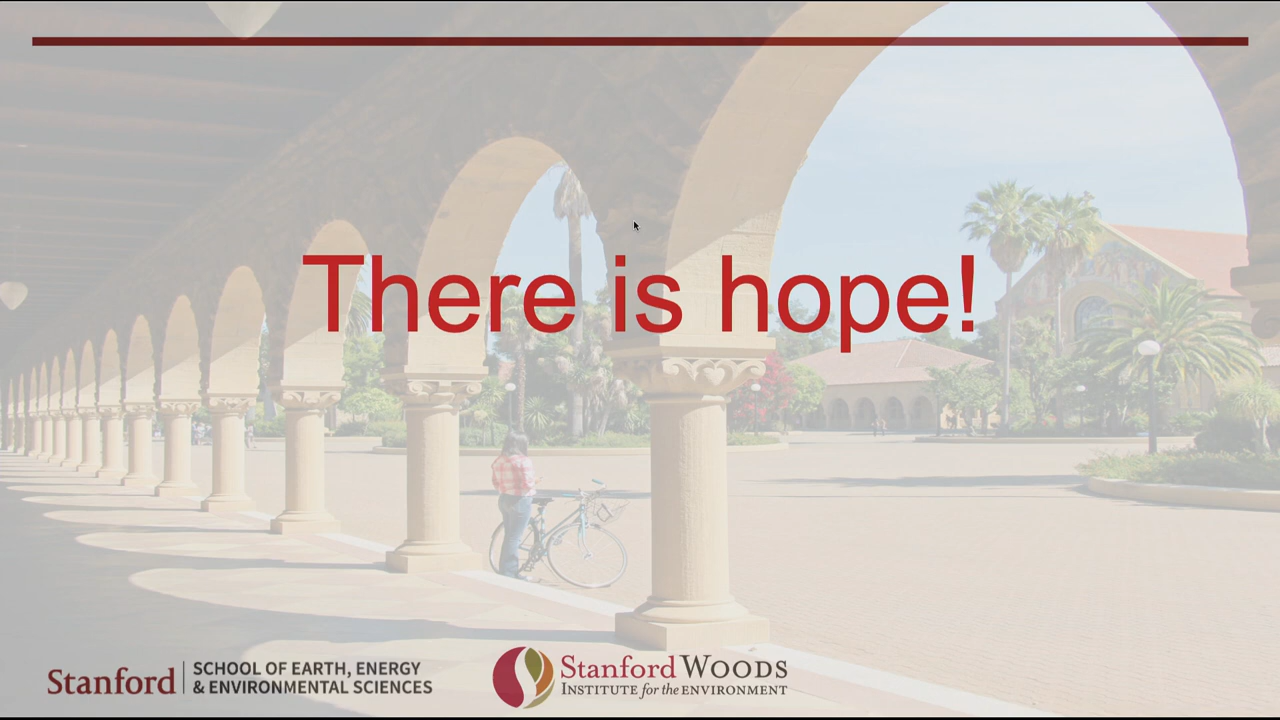 There is hope!
Stanford
SCHOOL OF EARTH, ENERGY
& ENVIRONMENTAL SCIENCES
Stanford WOODS
INSTITUTE for the ENVIRONMENT